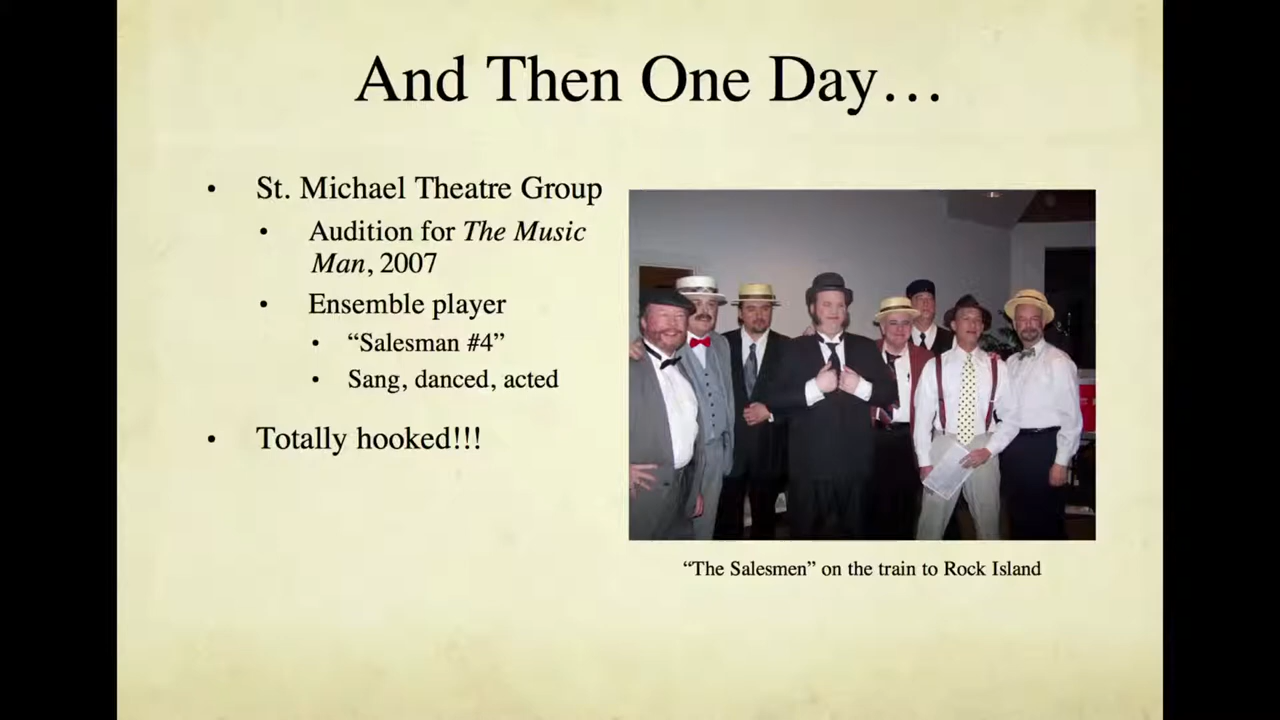 And Then One Day…
• St. Michael Theatre Group
• Audition for The Music
Man, 2007
• Ensemble player
• “Salesman #4”
• Sang, danced, acted
• Totally hooked!!!
“The Salesmen” on the train to Rock Island